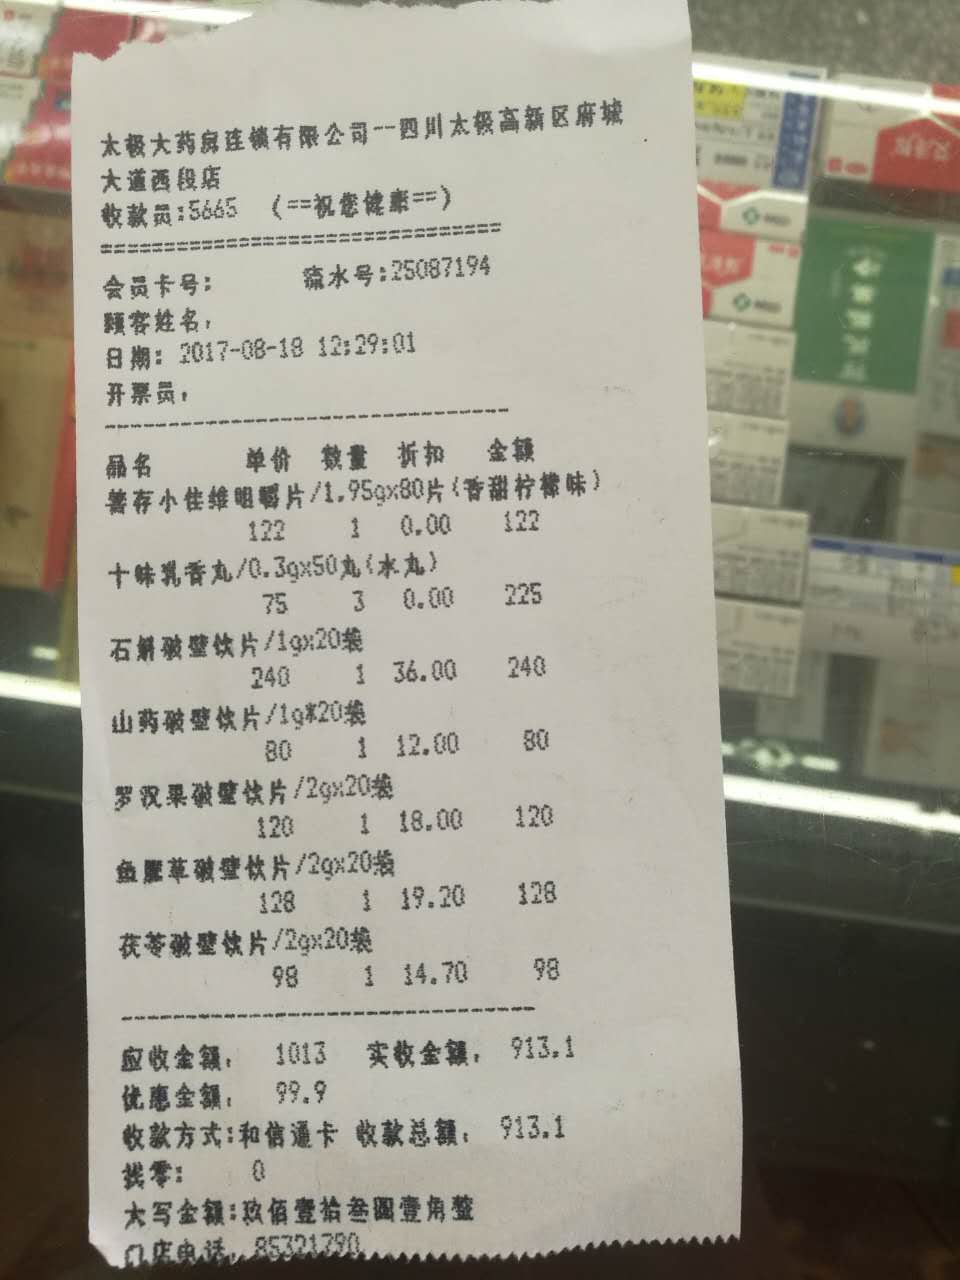 太极大药房连锁有限公司--四川太极高新区府城
大道西段店
收款员:5665 (==祝您健康==)
================================
会员卡号: 流水号:25087194
顾客姓名:
日期: 2017-08-18 12:29:01
开票员:
--------------------------------
品名 单价 数量 折扣 金额
善存小佳维咀嚼片/1.95gx80片(香甜柠檬味)
122 1 0.00 122
十味乳香丸/0.3gx50丸(水丸)
75 3 0.00 225
石斛破壁饮片/1gx20袋
240 1 36.00 240
山药破壁饮片/1g*20袋
80 1 12.00 80
罗汉果破壁饮片/2gx20袋
120 1 18.00 120
鱼腥草破壁饮片/2gx20袋
128 1 19.20 128
茯苓破壁饮片/2gx20袋
98 1 14.70 98
--------------------------------
应收金额: 1013 实收金额: 913.1
优惠金额: 99.9
收款方式:和信通卡 收款总额: 913.1
找零: 0
大写金额:玖佰壹拾叁圆壹角整
门店电话: 85321390